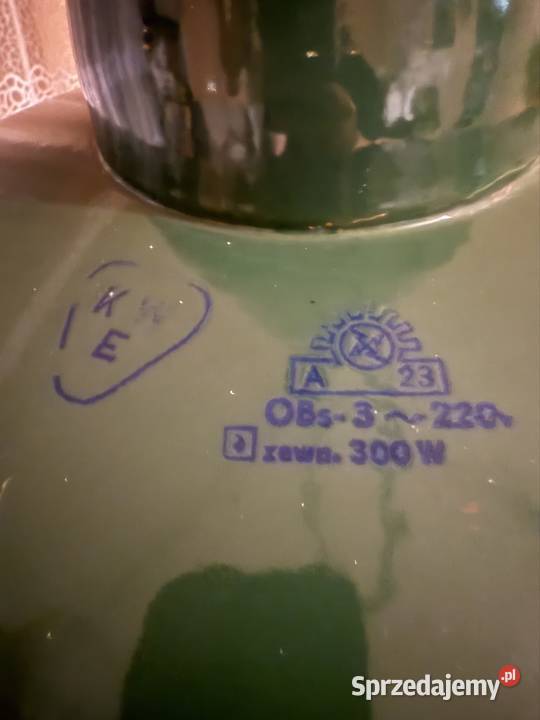 K W
E
A 23
OBs-3 ~ 220
zewn. 300 W
Sprzedajemy.pl